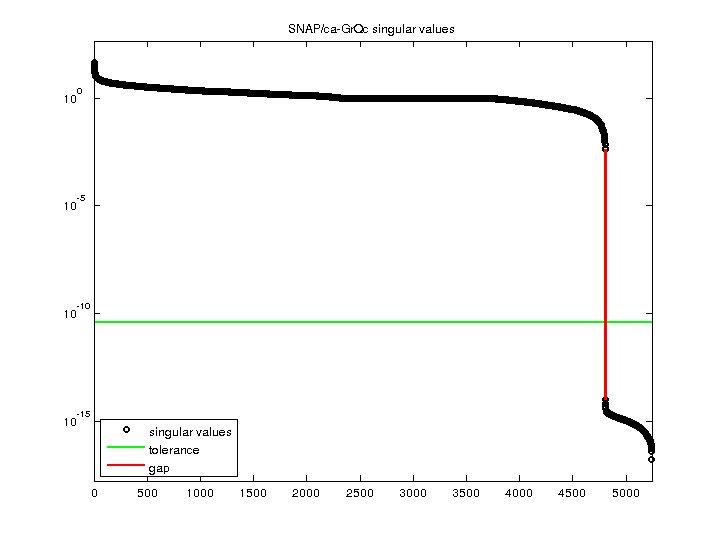 SNAP/ca-GrQc singular values
10^0
10^-5
10^-10
10^-15
singular values
tolerance
gap
0 500 1000 1500 2000 2500 3000 3500 4000 4500 5000